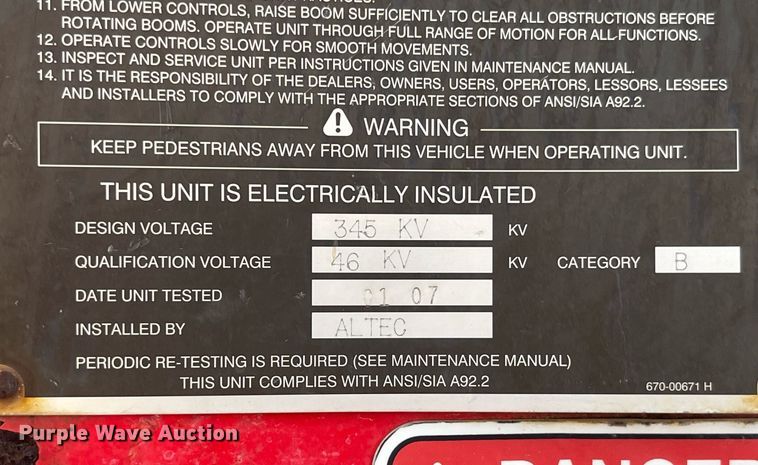 11. FROM LOWER CONTROLS, RAISE BOOM SUFFICIENTLY TO CLEAR ALL OBSTRUCTIONS BEFORE
ROTATING BOOMS. OPERATE UNIT THROUGH FULL RANGE OF MOTION FOR ALL FUNCTIONS.
12. OPERATE CONTROLS SLOWLY FOR SMOOTH MOVEMENTS.
13. INSPECT AND SERVICE UNIT PER INSTRUCTIONS GIVEN IN MAINTENANCE MANUAL.
14. IT IS THE RESPONSIBILITY OF THE DEALERS, OWNERS, USERS, OPERATORS, LESSORS, LESSEES
AND INSTALLERS TO COMPLY WITH THE APPROPRIATE SECTIONS OF ANSI/SIA A92.2.
WARNING
KEEP PEDESTRIANS AWAY FROM THIS VEHICLE WHEN OPERATING UNIT.
THIS UNIT IS ELECTRICALLY INSULATED
DESIGN VOLTAGE 345 KV KV
QUALIFICATION VOLTAGE 46 KV KV CATEGORY B
DATE UNIT TESTED 01 07
INSTALLED BY ALTEC
PERIODIC RE-TESTING IS REQUIRED (SEE MAINTENANCE MANUAL)
THIS UNIT COMPLIES WITH ANSI/SIA A92.2
670-00671 H
Purple Wave Auction
DANGER